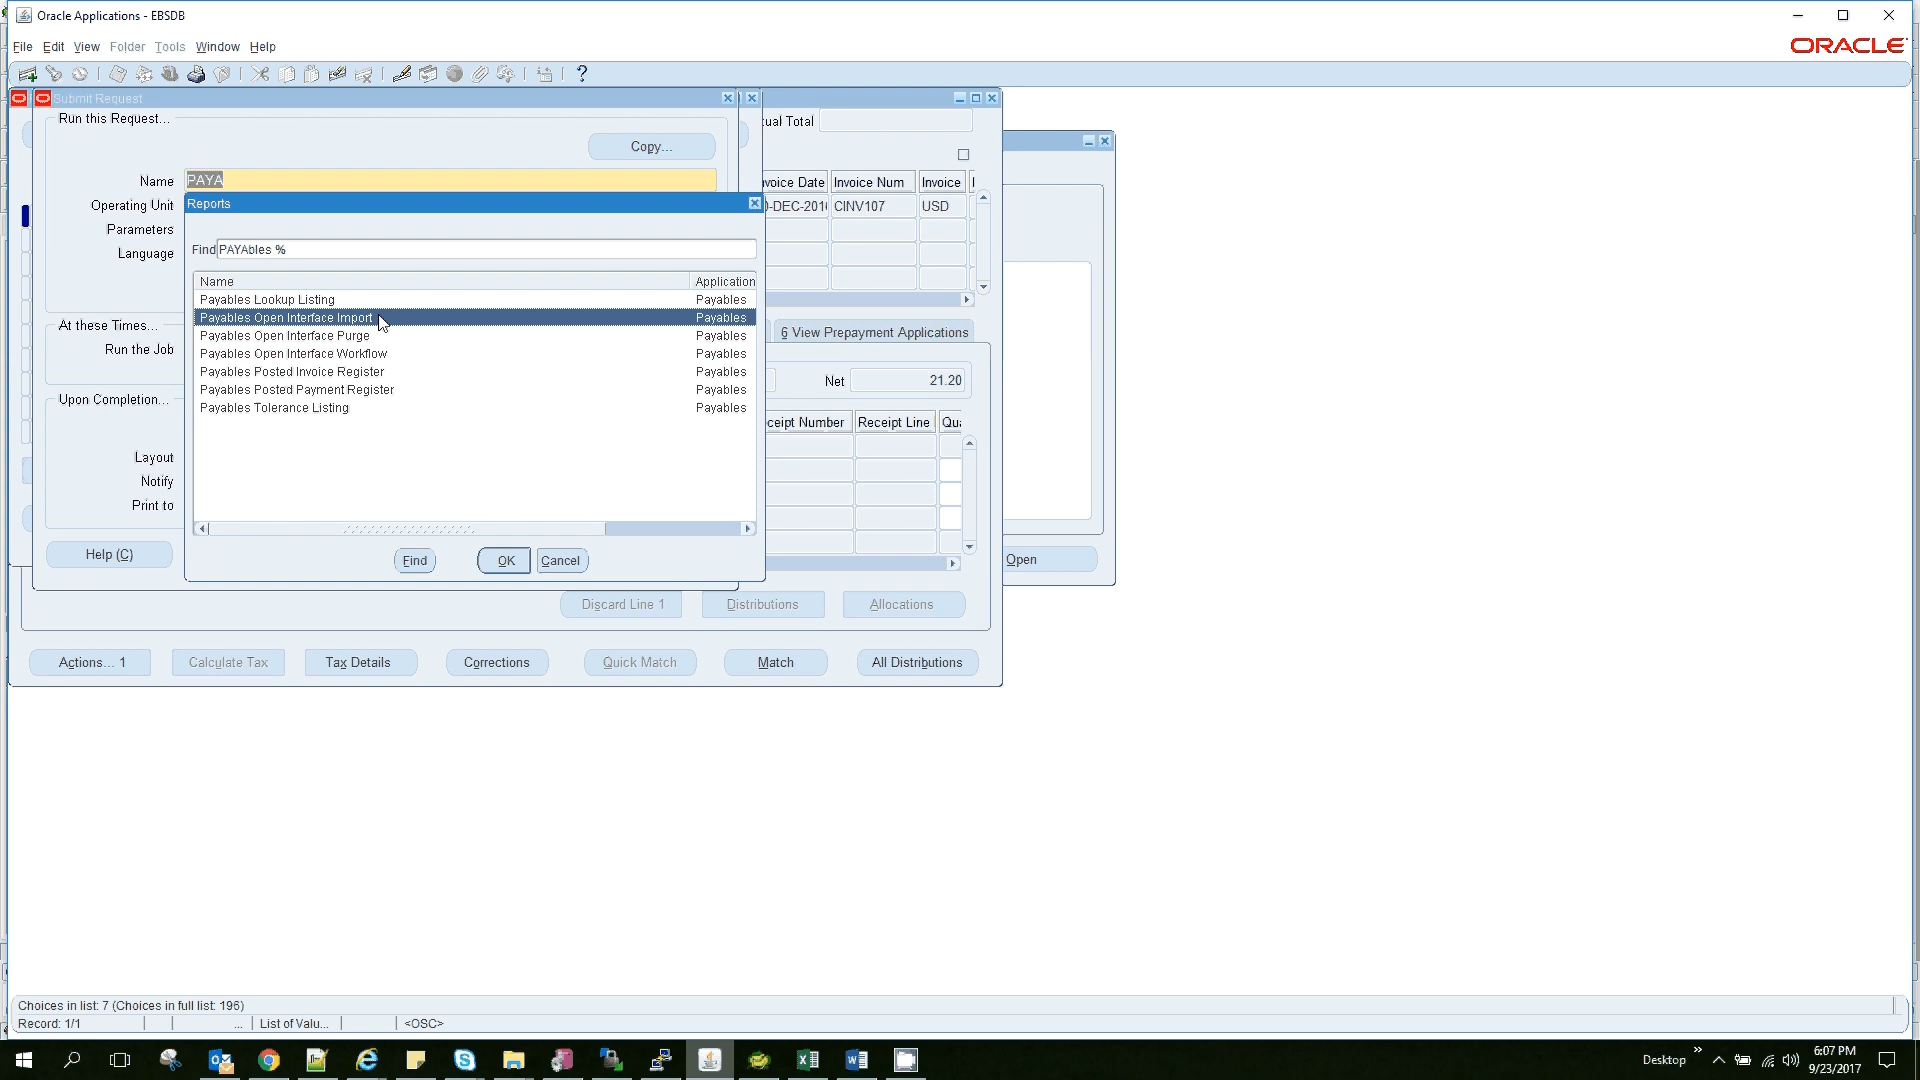 Oracle Applications - EBSDB
File Edit View Folder Tools Window Help
ORACLE
Submit Request
Run this Request...
Copy...
Name PAYA
Operating Unit
Parameters
Language
At these Times...
Run the Job
Upon Completion...
Layout
Notify
Print to
Help (C)
Reports
Find PAYAbles %
Name Application
Payables Lookup Listing Payables
Payables Open Interface Import Payables
Payables Open Interface Purge Payables
Payables Open Interface Workflow Payables
Payables Posted Invoice Register Payables
Payables Posted Payment Register Payables
Payables Tolerance Listing Payables
Find OK Cancel
tual Total
voice Date Invoice Num Invoice
-DEC-201 CINV107 USD
6 View Prepayment Applications
Net 21.20
ceipt Number Receipt Line Qua
Open
Discard Line 1 Distributions Allocations
Actions... 1 Calculate Tax Tax Details Corrections Quick Match Match All Distributions
Choices in list: 7 (Choices in full list: 196)
Record: 1/1 ... List of Valu... <OSC>
Desktop
6:07 PM
9/23/2017